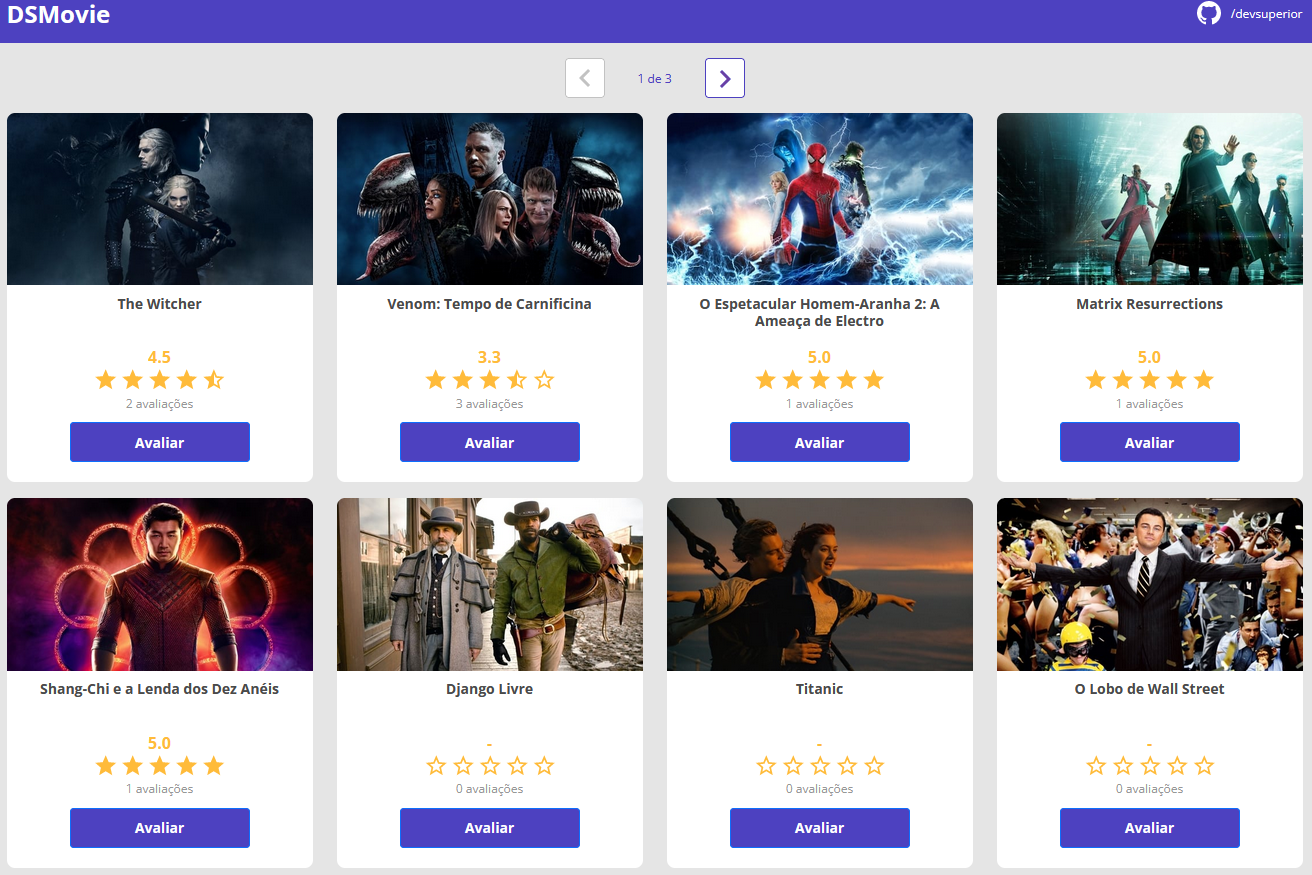 DSMovie
/devsuperior
1 de 3
The Witcher
4.5
2 avaliações
Avaliar
Venom: Tempo de Carnificina
3.3
3 avaliações
Avaliar
O Espetacular Homem-Aranha 2: A
Ameaça de Electro
5.0
1 avaliações
Avaliar
Matrix Resurrections
5.0
1 avaliações
Avaliar
Shang-Chi e a Lenda dos Dez Anéis
5.0
1 avaliações
Avaliar
Django Livre
-
0 avaliações
Avaliar
Titanic
-
0 avaliações
Avaliar
O Lobo de Wall Street
-
0 avaliações
Avaliar